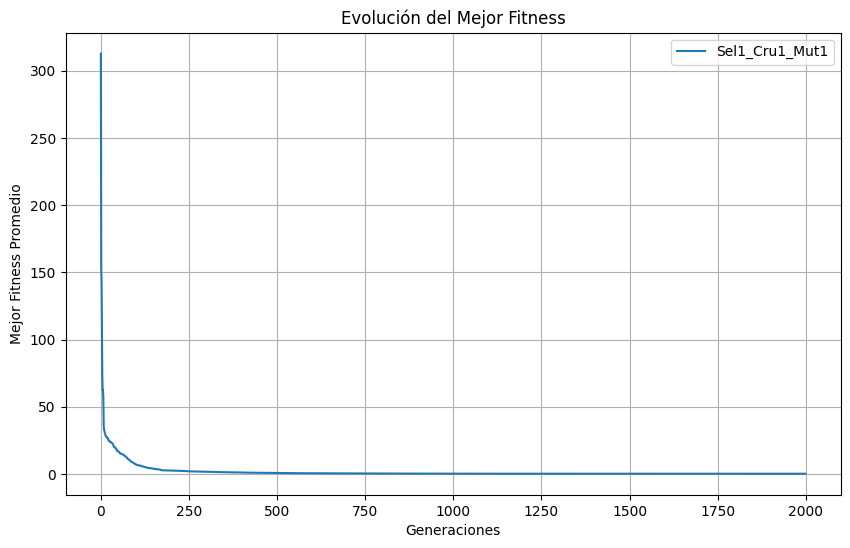 Evolución del Mejor Fitness
Sel1_Cru1_Mut1
Mejor Fitness Promedio
300
250
200
150
100
50
0
0 250 500 750 1000 1250 1500 1750 2000
Generaciones